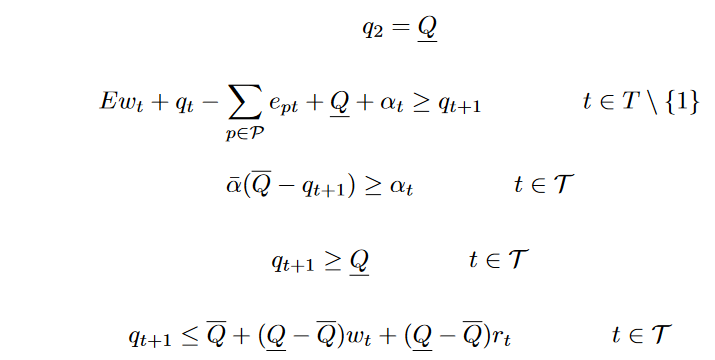 $q_2 = \underline{Q}$
$Ew_t + q_t - \sum_{p \in \mathcal{P}} e_{pt} + \underline{Q} + \alpha_t \geq q_{t+1} \qquad t \in T \setminus \{1\}$
$\bar{\alpha}(\overline{Q} - q_{t+1}) \geq \alpha_t \qquad t \in \mathcal{T}$
$q_{t+1} \geq \underline{Q} \qquad t \in \mathcal{T}$
$q_{t+1} \leq \overline{Q} + (\underline{Q} - \overline{Q})w_t + (\underline{Q} - \overline{Q})r_t \qquad t \in \mathcal{T}$